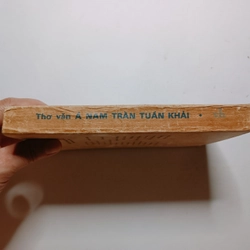 Thơ văn Á NAM TRẦN TUẤN KHẢI •